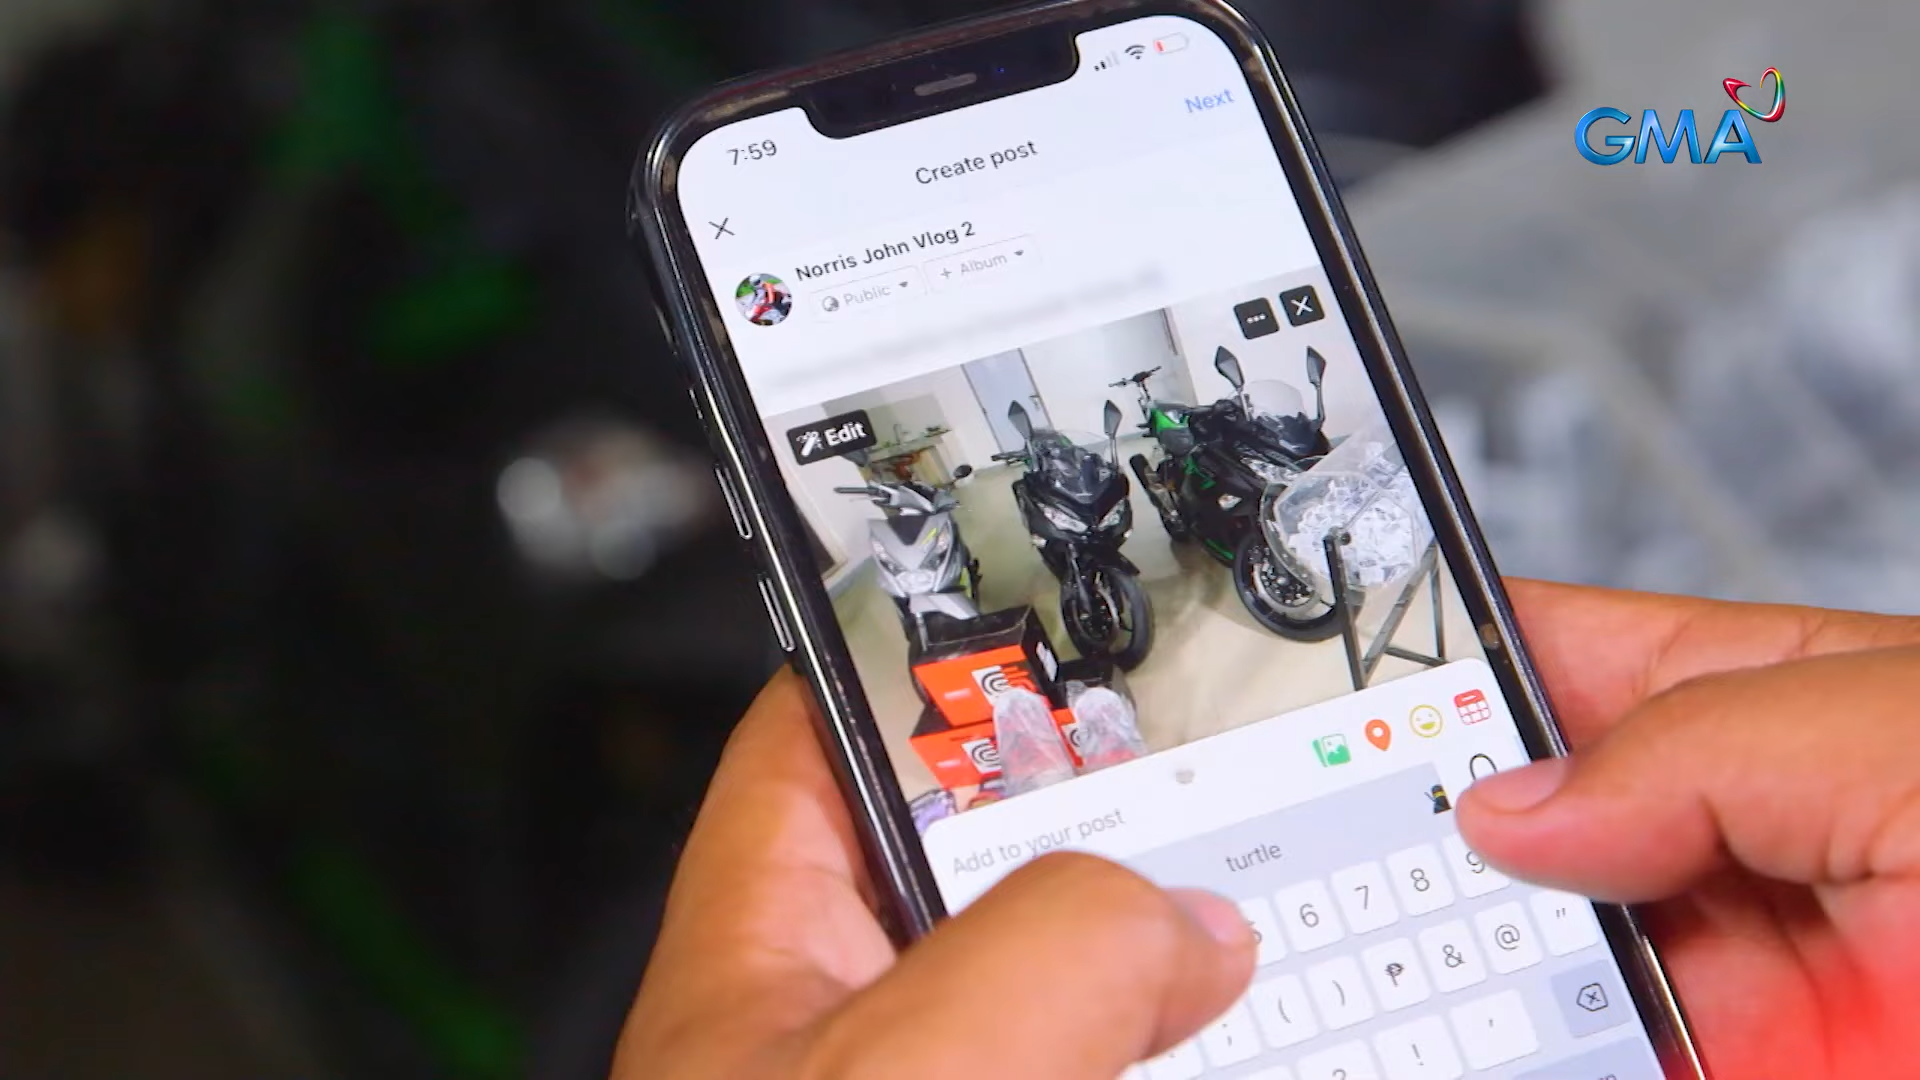 GMA
7:59
Next
Create post
Norris John Vlog 2
Public
+ Album
Edit
Add to your post
turtle
6 7 8 9
( ) ₱ & @ "
; 
? ! '